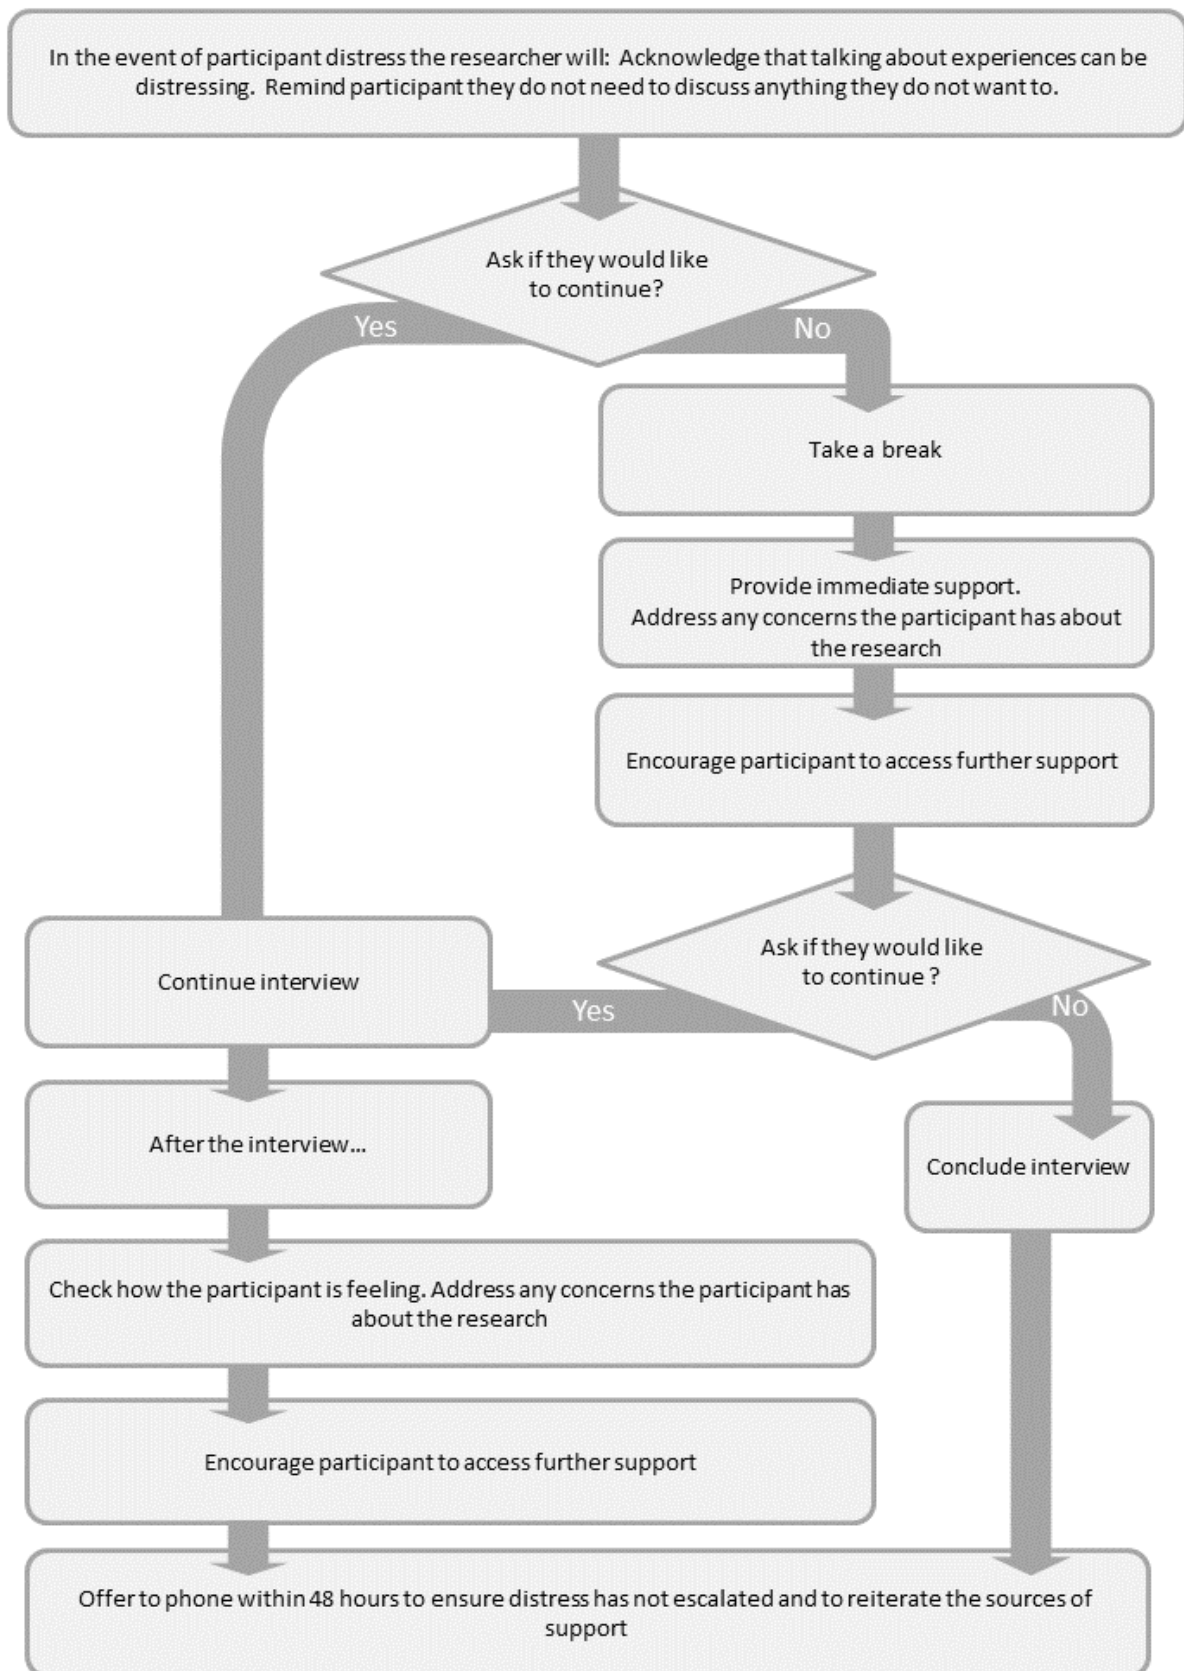 In the event of participant distress the researcher will:  Acknowledge that talking about experiences can be
distressing.  Remind participant they do not need to discuss anything they do not want to.
Ask if they would like
to continue?
Yes
No
Take a break
Provide immediate support.
Address any concerns the participant has about
the research
Encourage participant to access further support
Ask if they would like
to continue ?
Yes
No
Continue interview
After the interview...
Conclude interview
Check how the participant is feeling. Address any concerns the participant has
about the research
Encourage participant to access further support
Offer to phone within 48 hours to ensure distress has not escalated and to reiterate the sources of
support